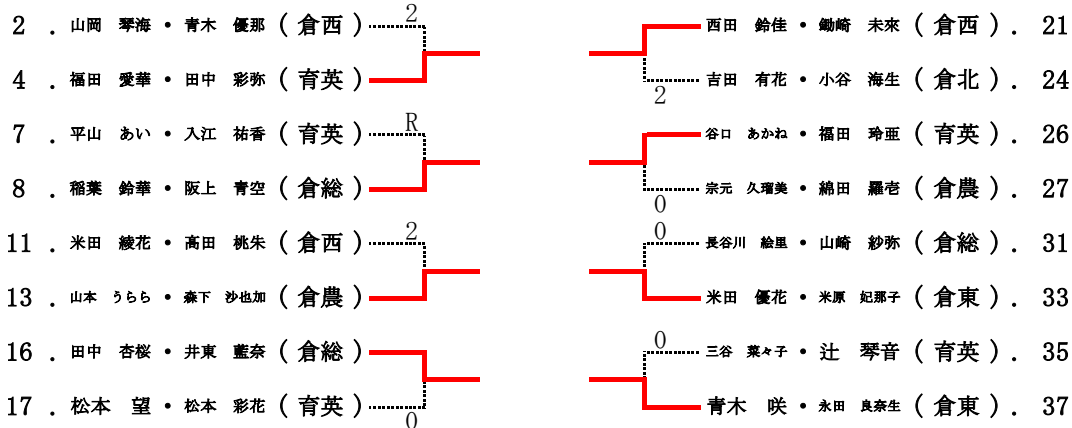 2 . 山岡 琴海 • 青木 優那 ( 倉西 ) 2
4 . 福田 愛華 • 田中 彩弥 ( 育英 )
7 . 平山 あい • 入江 祐香 ( 育英 ) R
8 . 稲葉 鈴華 • 阪上 青空 ( 倉総 )
11 . 米田 綾花 • 高田 桃朱 ( 倉西 ) 2
13 . 山本 うらら • 森下 沙也加 ( 倉農 )
16 . 田中 杏桜 • 井東 藍奈 ( 倉総 )
17 . 松本 望 • 松本 彩花 ( 育英 ) 0
西田 鈴佳 • 鋤崎 未來 ( 倉西 ) . 21
2 吉田 有花 • 小谷 海生 ( 倉北 ) . 24
谷口 あかね • 福田 玲亜 ( 育英 ) . 26
0 宗元 久瑠美 • 綿田 羅壱 ( 倉農 ) . 27
0 長谷川 絵里 • 山崎 紗弥 ( 倉総 ) . 31
米田 優花 • 米原 妃那子 ( 倉東 ) . 33
0 三谷 菜々子 • 辻 琴音 ( 育英 ) . 35
青木 咲 • 永田 良奈生 ( 倉東 ) . 37